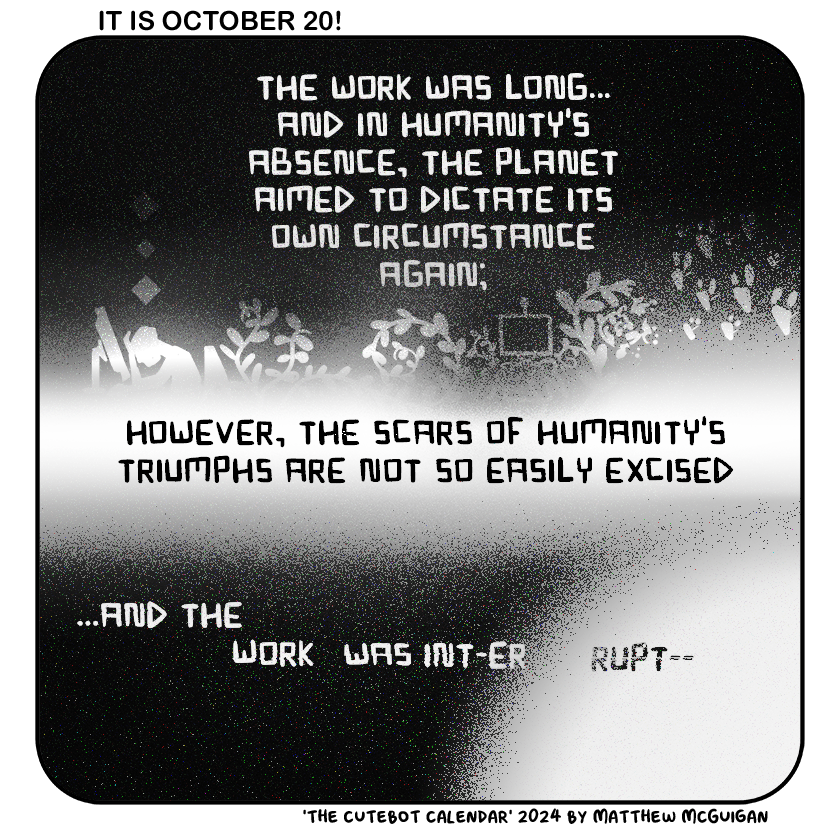 IT IS OCTOBER 20!
THE WORK WAS LONG...
AND IN HUMANITY'S
ABSENCE, THE PLANET
AIMED TO DICTATE ITS
OWN CIRCUMSTANCE
AGAIN;
HOWEVER, THE SCARS OF HUMANITY'S
TRIUMPHS ARE NOT SO EASILY EXCISED
...AND THE
WORK WAS INT-ER RUPT--
'THE CUTEBOT CALENDAR' 2024 BY MATTHEW MCGUIGAN